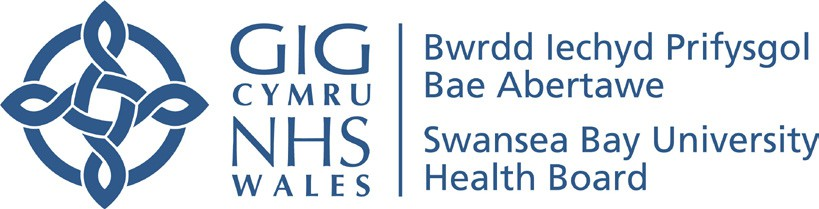 GIG
CYMRU
NHS
WALES
Bwrdd Iechyd Prifysgol
Bae Abertawe
Swansea Bay University
Health Board